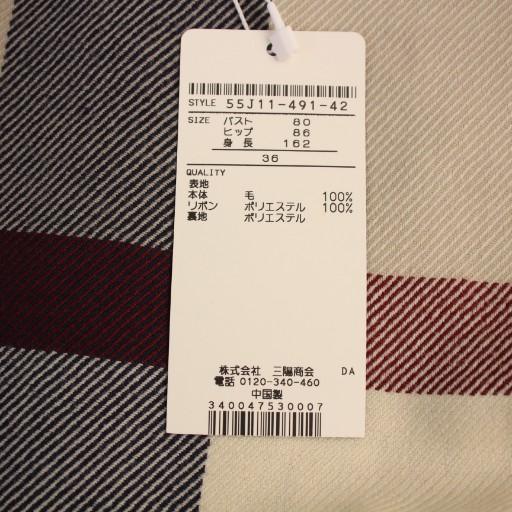 STYLE 55J11-491-42
SIZE バスト 80
ヒップ 86
身長 162
36
QUALITY
表地
本体 毛 100%
リボン ポリエステル 100%
裏地 ポリエステル
株式会社 三陽商会 DA
電話 0120-340-460
中国製
340047530007